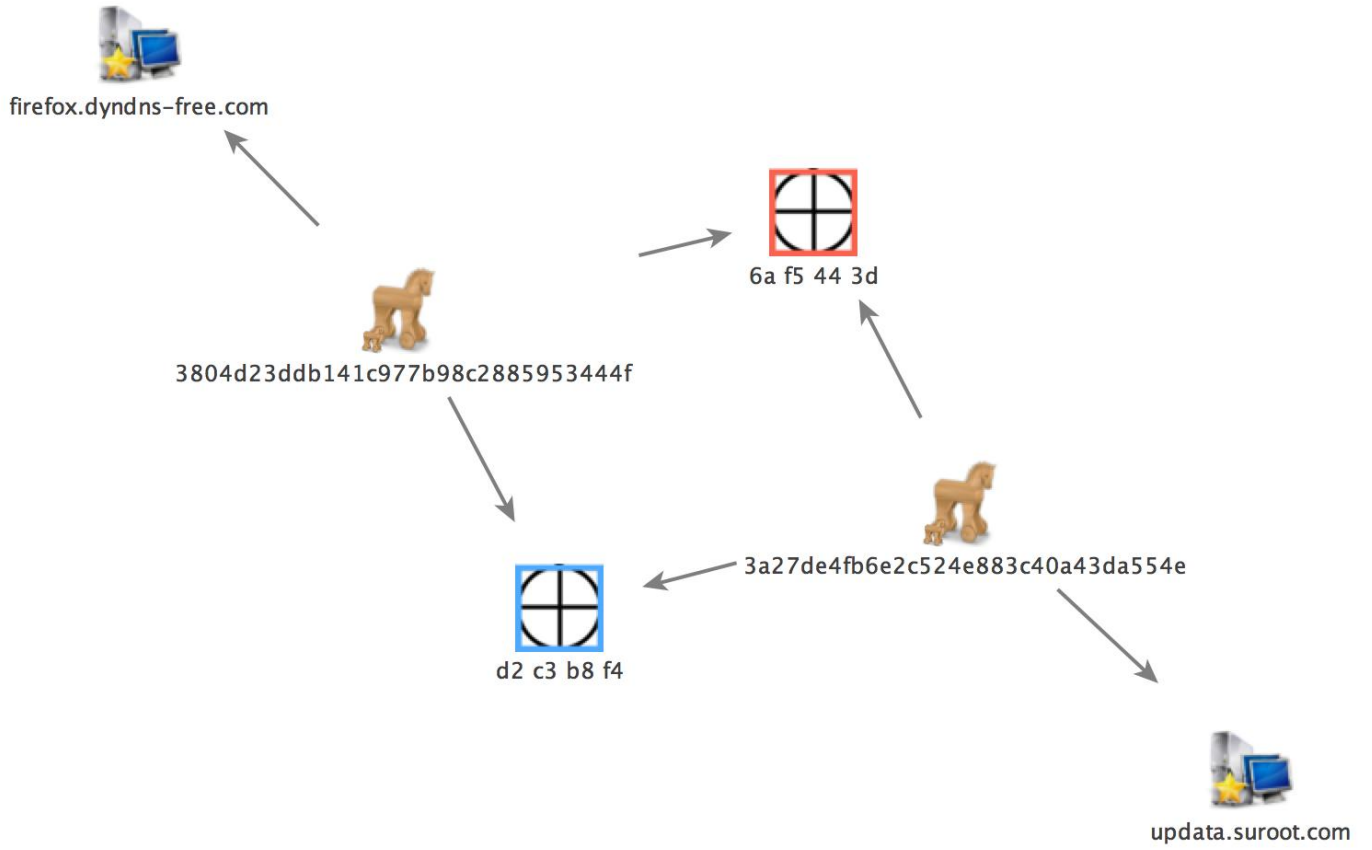 firefox.dyndns-free.com
6a f5 44 3d
3804d23ddb141c977b98c2885953444f
3a27de4fb6e2c524e883c40a43da554e
d2 c3 b8 f4
updata.suroot.com